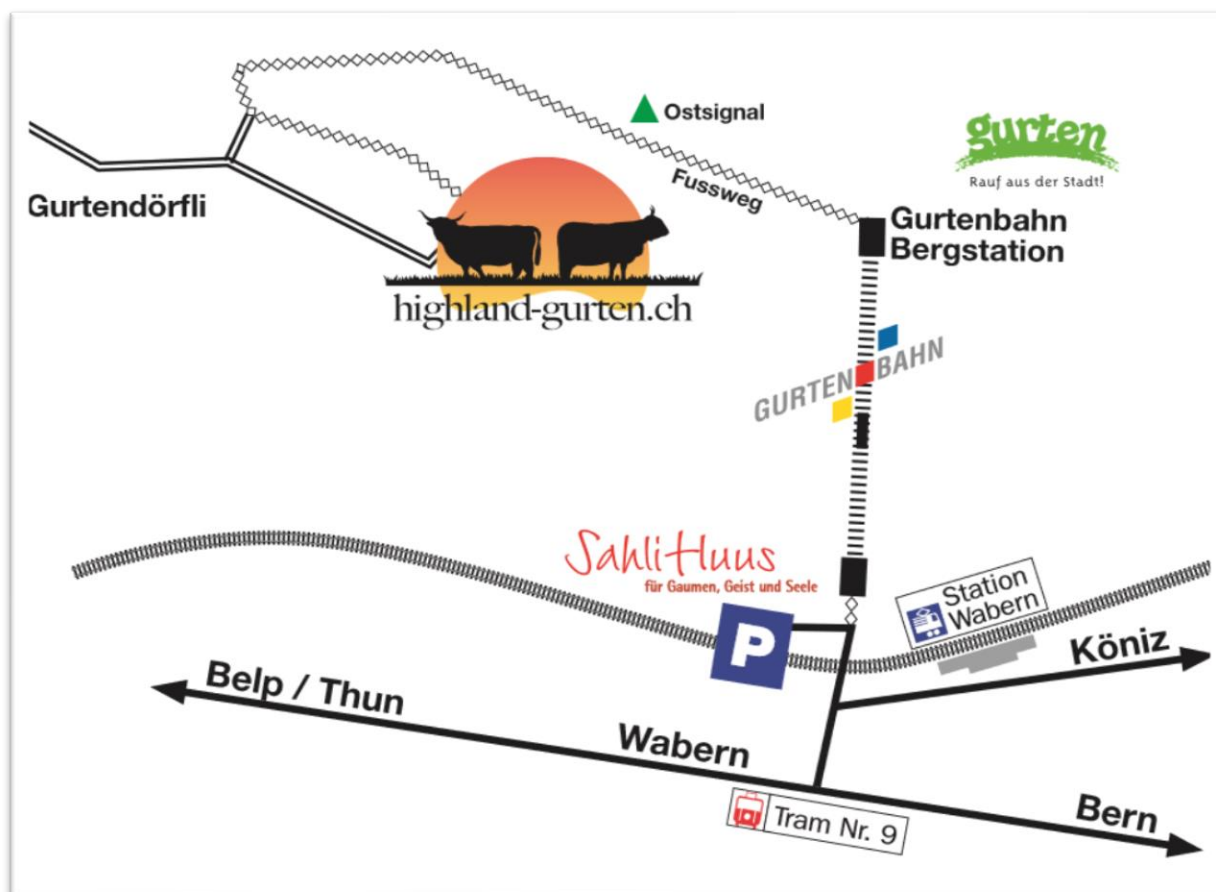 Ostsignal
gurten
Rauf aus der Stadt!
Fussweg
Gurtendörfli
Gurtenbahn
Bergstation
highland-gurten.ch
GURTEN BAHN
SahliHuus
für Gaumen, Geist und Seele
Station
Wabern
P
Köniz
Belp / Thun
Wabern
Tram Nr. 9
Bern